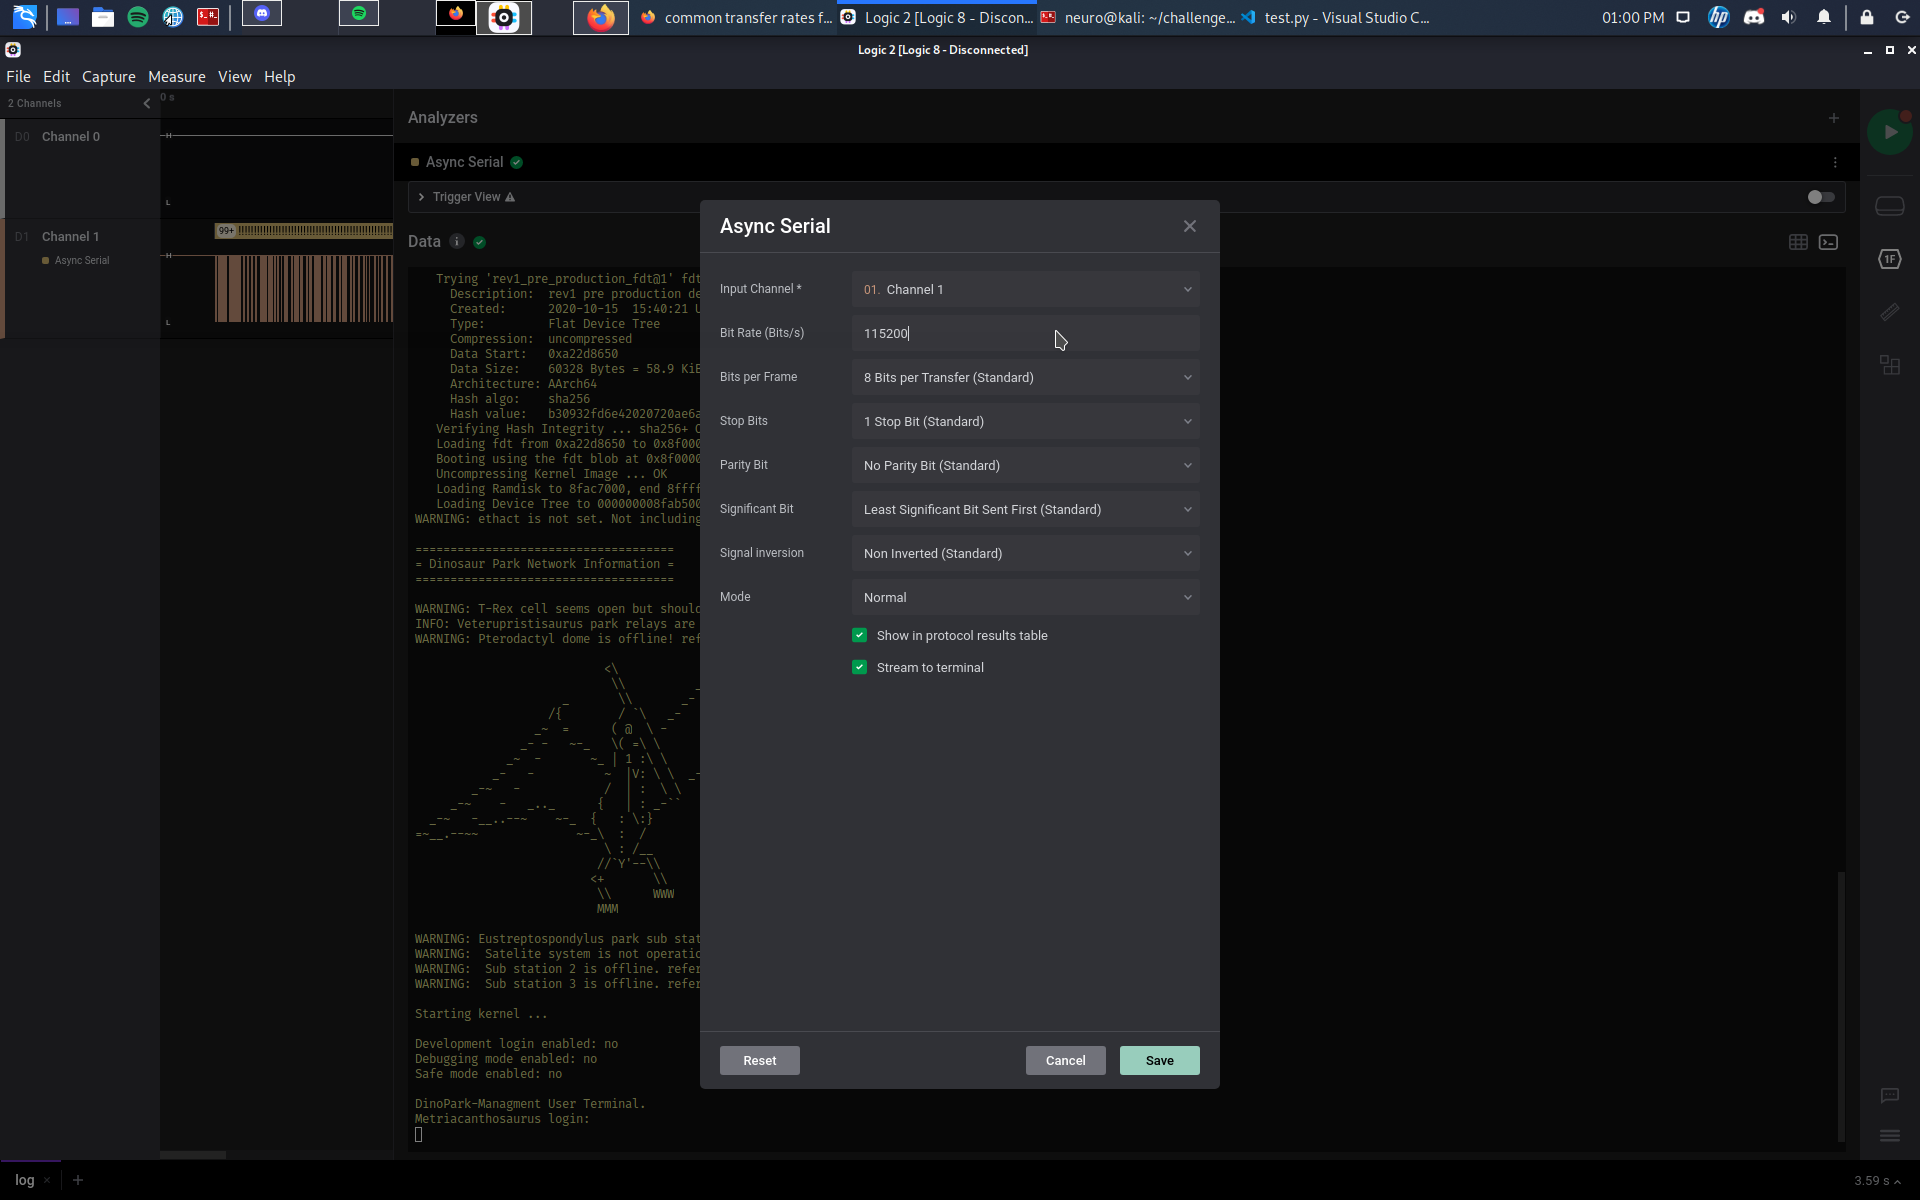 common transfer rates f...
Logic 2 [Logic 8 - Discon...
neuro@kali: ~/challenge...
test.py - Visual Studio C...
01:00 PM
Logic 2 [Logic 8 - Disconnected]
File Edit Capture Measure View Help
2 Channels
0 s
Analyzers
D0 Channel 0
Async Serial
Trigger View
D1 Channel 1
99+
Async Serial
Data
Async Serial
Input Channel *
01. Channel 1
Bit Rate (Bits/s)
115200
Bits per Frame
8 Bits per Transfer (Standard)
Stop Bits
1 Stop Bit (Standard)
Parity Bit
No Parity Bit (Standard)
Significant Bit
Least Significant Bit Sent First (Standard)
Signal inversion
Non Inverted (Standard)
Mode
Normal
Show in protocol results table
Stream to terminal
Reset
Cancel
Save
Trying 'rev1_pre_production_fdt@1' fdt
Description: rev1 pre production de
Created: 2020-10-15 15:40:21 U
Type: Flat Device Tree
Compression: uncompressed
Data Start: 0xa22d8650
Data Size: 60328 Bytes = 58.9 KiB
Architecture: AArch64
Hash algo: sha256
Hash value: b30932fd6e42020720ae6a
Verifying Hash Integrity ... sha256+ O
Loading fdt from 0xa22d8650 to 0x8f000
Booting using the fdt blob at 0x8f0000
Uncompressing Kernel Image ... OK
Loading Ramdisk to 8fac7000, end 8ffff
Loading Device Tree to 000000008fab500
WARNING: ethact is not set. Not including
=====================================
= Dinosaur Park Network Information =
=====================================
WARNING: T-Rex cell seems open but should
INFO: Veterupristisaurus park relays are
WARNING: Pterodactyl dome is offline! ref
WWW
MMM
WARNING: Eustreptospondylus park sub stat
WARNING: Satelite system is not operatio
WARNING: Sub station 2 is offline. refer
WARNING: Sub station 3 is offline. refer
Starting kernel ...
Development login enabled: no
Debugging mode enabled: no
Safe mode enabled: no
DinoPark-Managment User Terminal.
Metriacanthosaurus login:
log
3.59 s